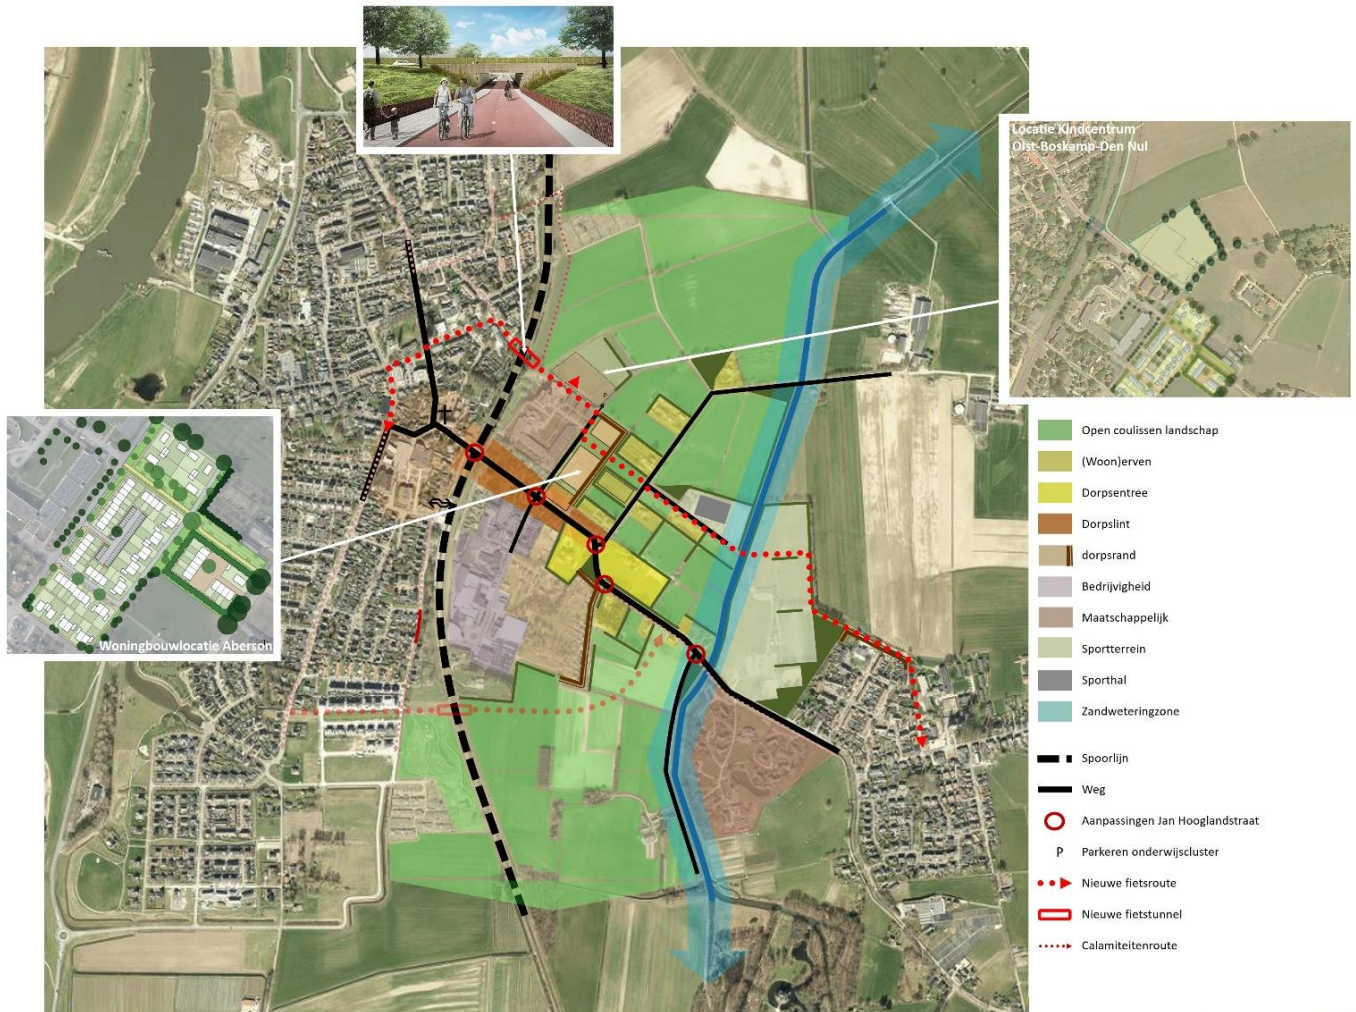 Locatie Kindcentrum
Olst-Boskamp-Den Nul
Woningbouwlocatie Aberson
Open coulissen landschap
(Woon)erven
Dorpsentree
Dorpslint
dorpsrand
Bedrijvigheid
Maatschappelijk
Sportterrein
Sporthal
Zandweteringzone
Spoorlijn
Weg
Aanpassingen Jan Hooglandstraat
P Parkeren onderwijscluster
Nieuwe fietsroute
Nieuwe fietstunnel
Calamiteitenroute